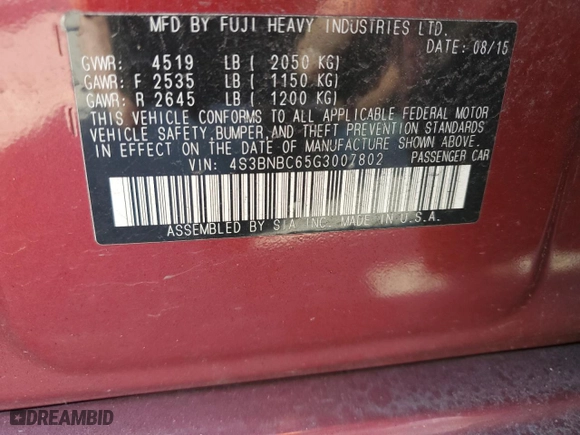 MFD BY FUJI HEAVY INDUSTRIES LTD.
DATE: 08/15
GVWR: 4519 LB ( 2050 KG)
GAWR: F 2535 LB ( 1150 KG)
GAWR: R 2645 LB ( 1200 KG)
THIS VEHICLE CONFORMS TO ALL APPLICABLE FEDERAL MOTOR
VEHICLE SAFETY,BUMPER,AND THEFT PREVENTION STANDARDS
IN EFFECT ON THE DATE OF MANUFACTURE SHOWN ABOVE.
VIN: 4S3BNBC65G3007802 PASSENGER CAR
ASSEMBLED BY SIA INC. MADE IN U.S.A.
DREAMBID